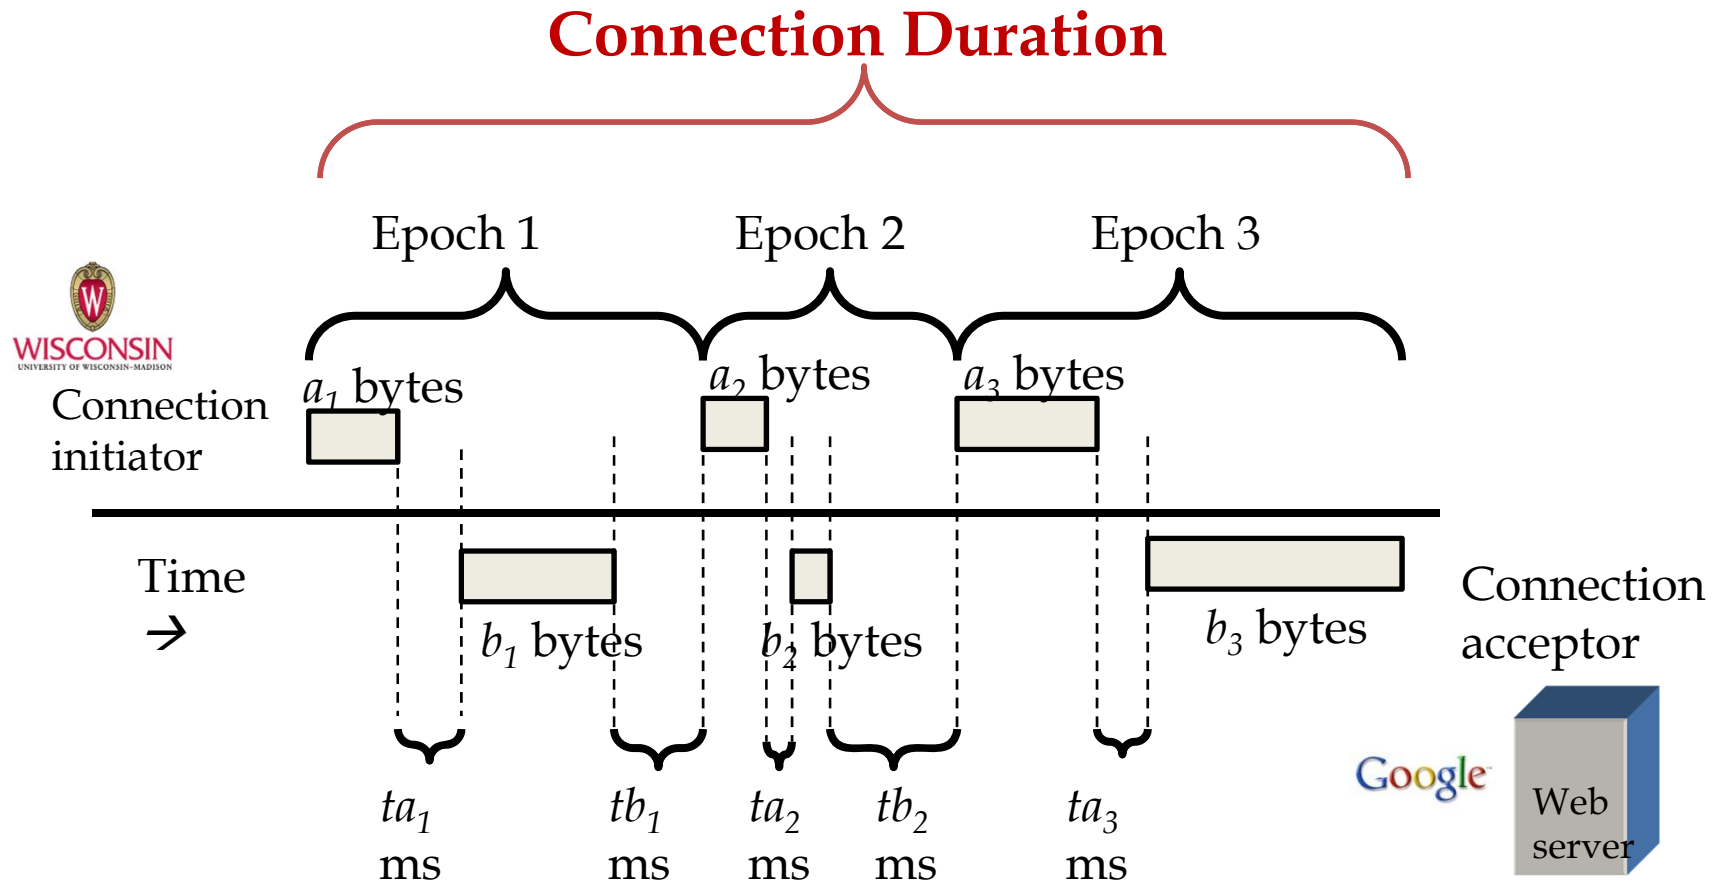 Connection Duration
Epoch 1
Epoch 2
Epoch 3
W
WISCONSIN
UNIVERSITY OF WISCONSIN–MADISON
a1 bytes
a2 bytes
a3 bytes
Connection
initiator
Time
→
b1 bytes
b2 bytes
b3 bytes
Connection
acceptor
ta1
ms
tb1
ms
ta2
ms
tb2
ms
ta3
ms
Google™
Web
server